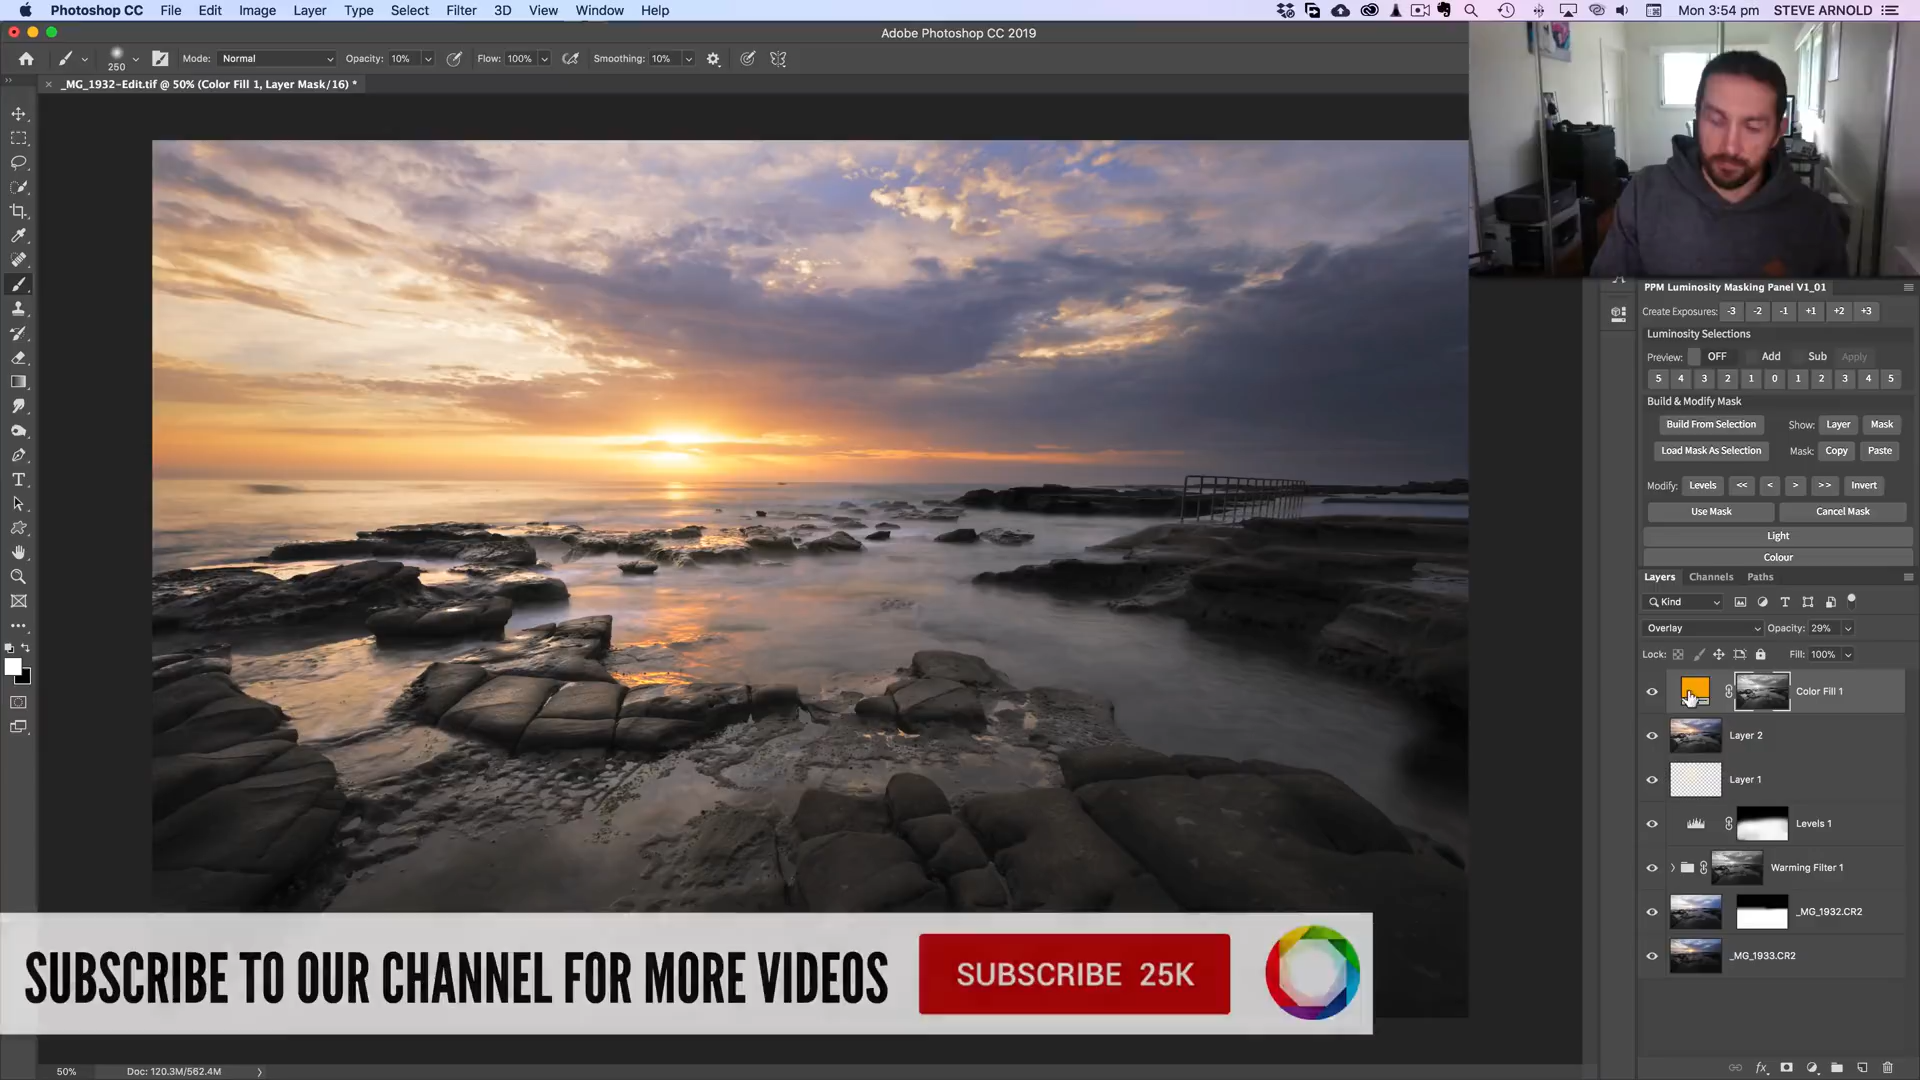 Photoshop CC File Edit Image Layer Type Select Filter 3D View Window Help Mon 3:54 pm STEVE ARNOLD
Adobe Photoshop CC 2019
250 Mode: Normal Opacity: 10% Flow: 100% Smoothing: 10%
_MG_1932-Edit.tif @ 50% (Color Fill 1, Layer Mask/16) *
PPM Luminosity Masking Panel V1_01
Create Exposures: -3 -2 -1 +1 +2 +3
Luminosity Selections
Preview: OFF Add Sub Apply
5 4 3 2 1 0 1 2 3 4 5
Build & Modify Mask
Build From Selection Show: Layer Mask
Load Mask As Selection Mask: Copy Paste
Modify: Levels << < > >> Invert
Use Mask Cancel Mask
Light
Colour
Layers Channels Paths
Kind
Overlay Opacity: 29%
Lock: Fill: 100%
Color Fill 1
Layer 2
Layer 1
Levels 1
Warming Filter 1
_MG_1932.CR2
_MG_1933.CR2
SUBSCRIBE TO OUR CHANNEL FOR MORE VIDEOS
SUBSCRIBE 25K
50% Doc: 120.3M/562.4M